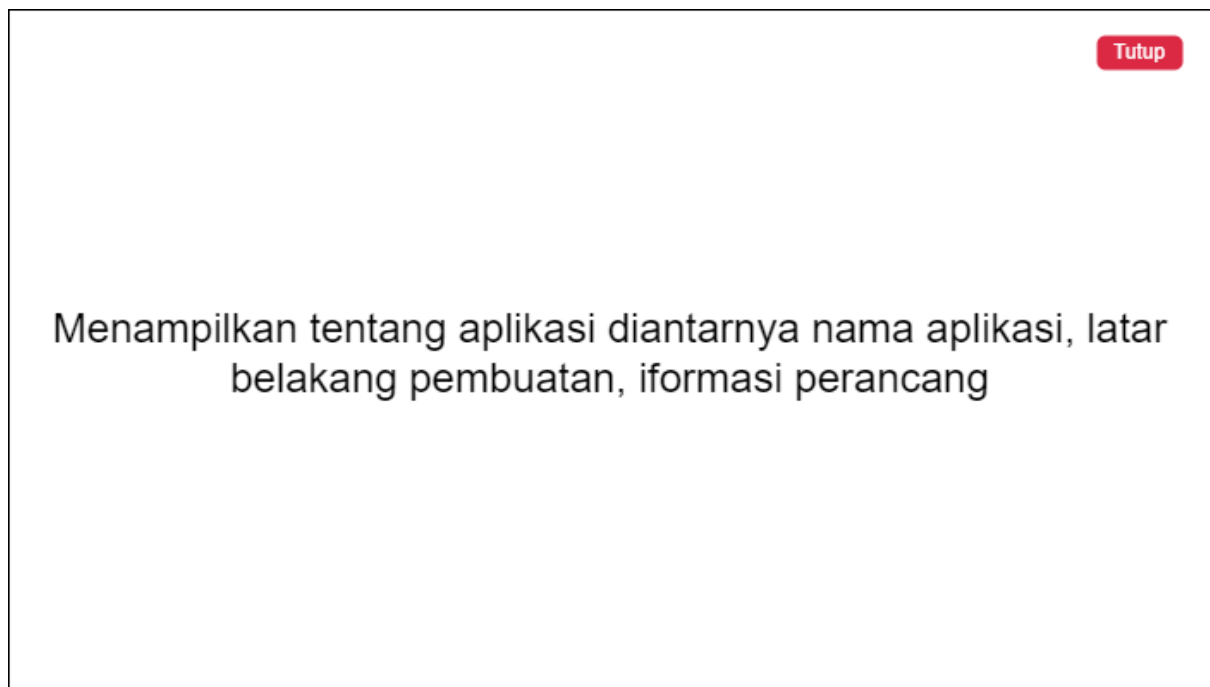 Tutup
Menampilkan tentang aplikasi diantarnya nama aplikasi, latar
belakang pembuatan, iformasi perancang